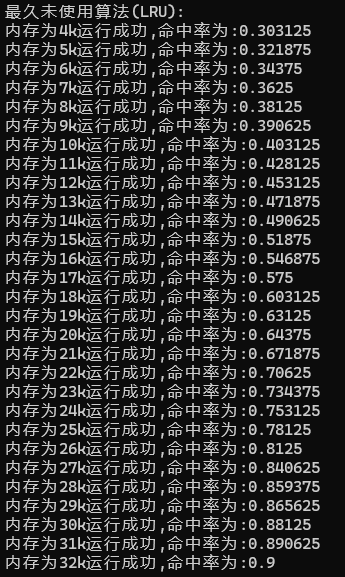 最久未使用算法(LRU):
内存为4k运行成功,命中率为:0.303125
内存为5k运行成功,命中率为:0.321875
内存为6k运行成功,命中率为:0.34375
内存为7k运行成功,命中率为:0.3625
内存为8k运行成功,命中率为:0.38125
内存为9k运行成功,命中率为:0.390625
内存为10k运行成功,命中率为:0.403125
内存为11k运行成功,命中率为:0.428125
内存为12k运行成功,命中率为:0.453125
内存为13k运行成功,命中率为:0.471875
内存为14k运行成功,命中率为:0.490625
内存为15k运行成功,命中率为:0.51875
内存为16k运行成功,命中率为:0.546875
内存为17k运行成功,命中率为:0.575
内存为18k运行成功,命中率为:0.603125
内存为19k运行成功,命中率为:0.63125
内存为20k运行成功,命中率为:0.64375
内存为21k运行成功,命中率为:0.671875
内存为22k运行成功,命中率为:0.70625
内存为23k运行成功,命中率为:0.734375
内存为24k运行成功,命中率为:0.753125
内存为25k运行成功,命中率为:0.78125
内存为26k运行成功,命中率为:0.8125
内存为27k运行成功,命中率为:0.840625
内存为28k运行成功,命中率为:0.859375
内存为29k运行成功,命中率为:0.865625
内存为30k运行成功,命中率为:0.88125
内存为31k运行成功,命中率为:0.890625
内存为32k运行成功,命中率为:0.9